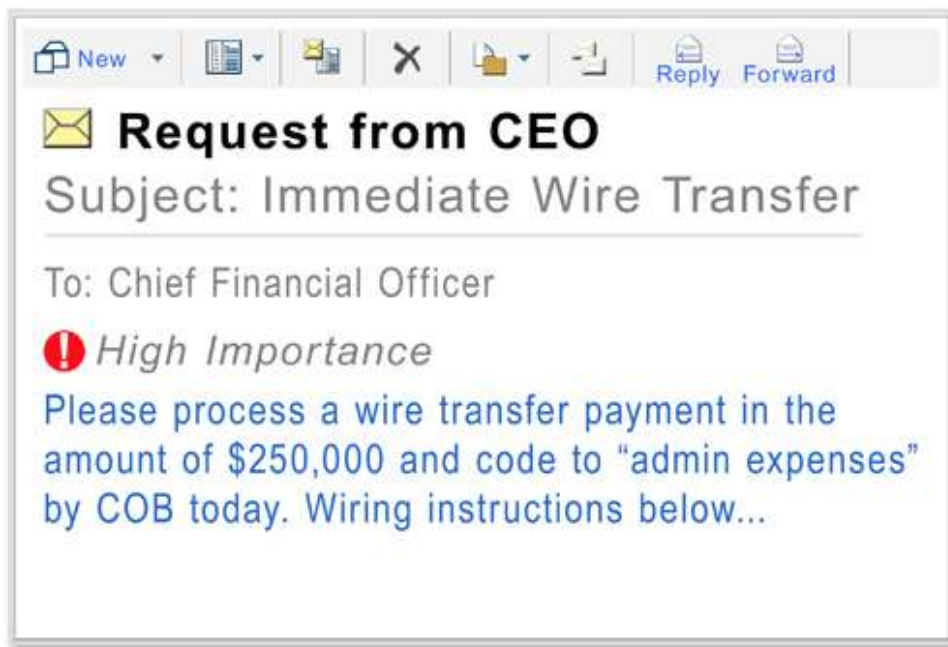 New
Reply Forward
Request from CEO
Subject: Immediate Wire Transfer
To: Chief Financial Officer
High Importance
Please process a wire transfer payment in the
amount of $250,000 and code to “admin expenses”
by COB today. Wiring instructions below...